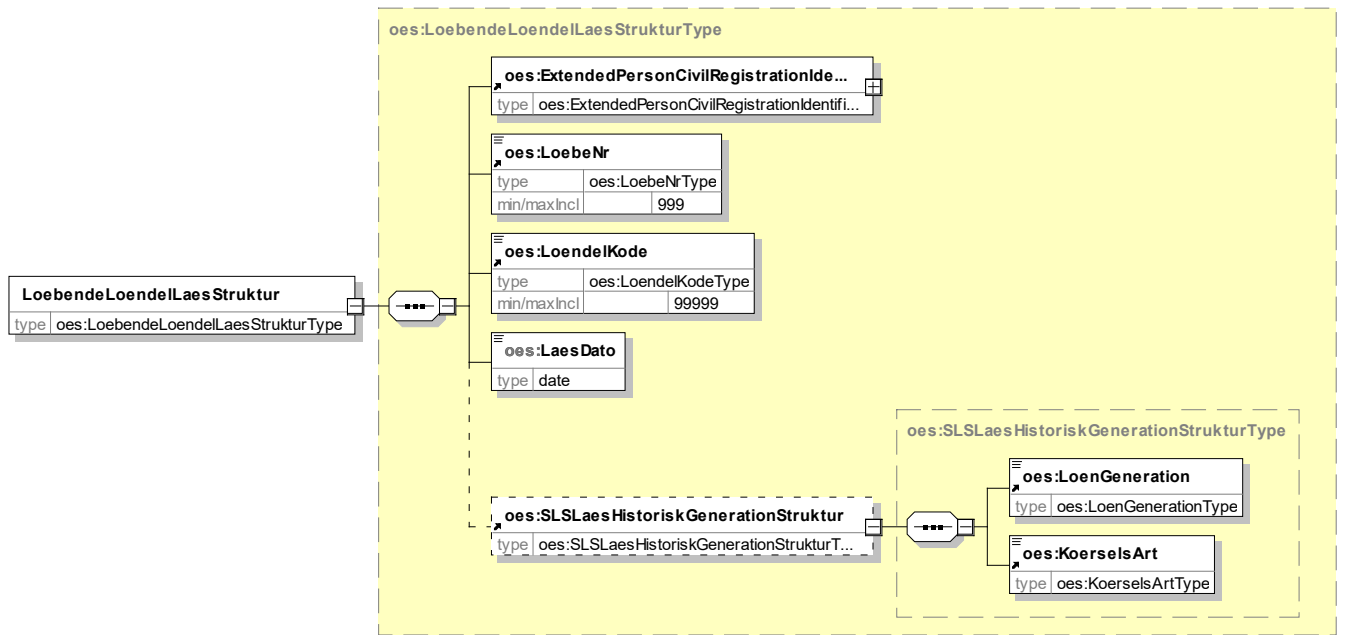 oes:LoebendeLoendelLaesStrukturType
oes:ExtendedPersonCivilRegistrationIde...
type oes:ExtendedPersonCivilRegistrationIdentifi...
oes:LoebeNr
type oes:LoebeNrType
min/maxIncl 999
oes:LoendelKode
type oes:LoendelKodeType
min/maxIncl 99999
LoebendeLoendelLaesStruktur
type oes:LoebendeLoendelLaesStrukturType
oes:LaesDato
type date
oes:SLSLaesHistoriskGenerationStrukturType
oes:LoenGeneration
type oes:LoenGenerationType
oes:SLSLaesHistoriskGenerationStruktur
type oes:SLSLaesHistoriskGenerationStrukturT...
oes:KoerselsArt
type oes:KoerselsArtType